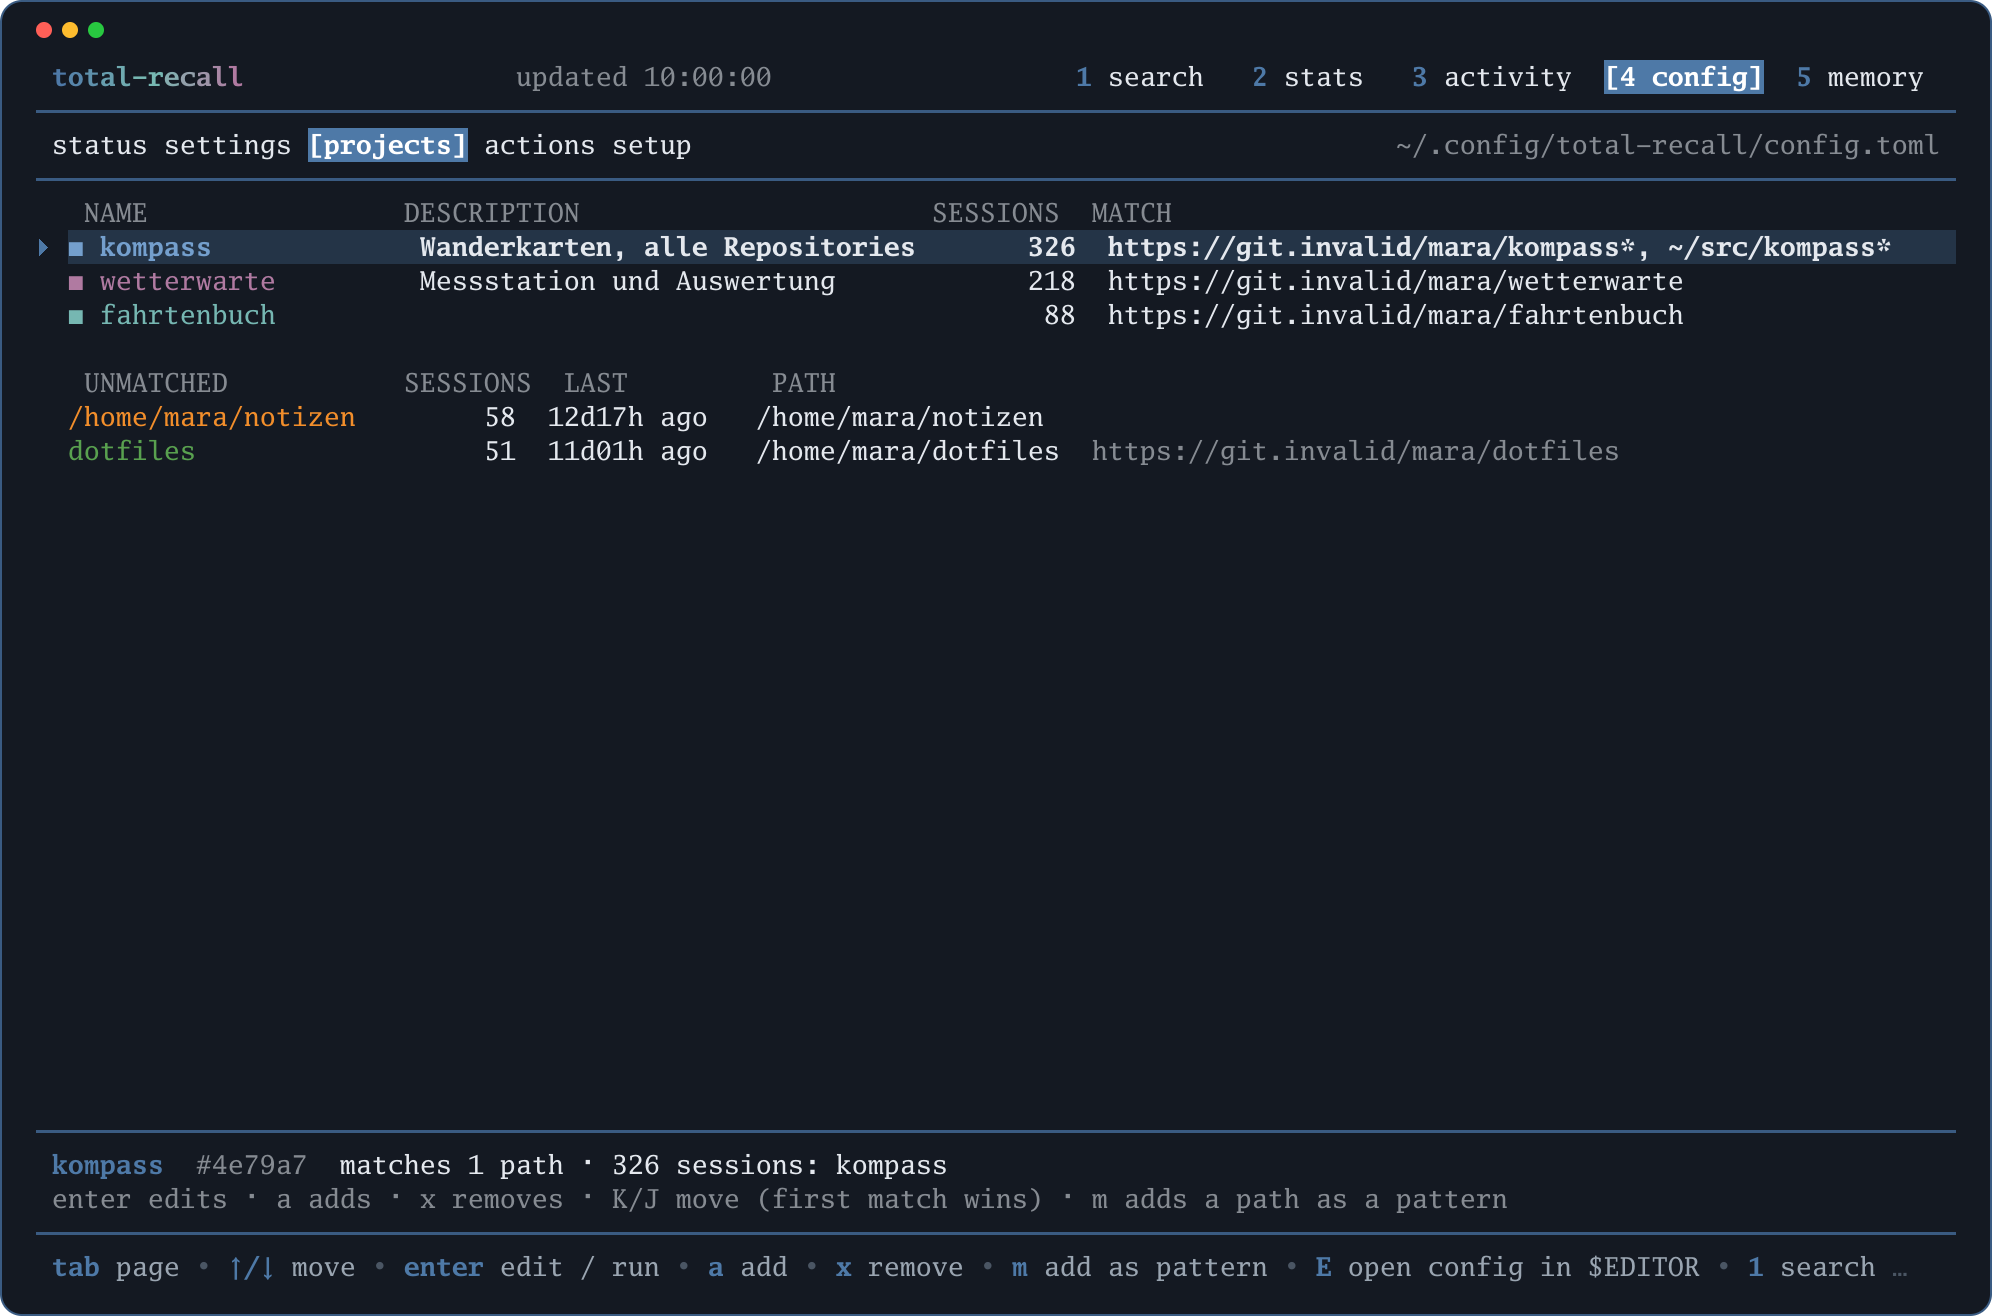 total-recall updated 10:00:00 1 search 2 stats 3 activity [4 config] 5 memory
status settings [projects] actions setup ~/.config/total-recall/config.toml
NAME DESCRIPTION SESSIONS MATCH
kompass Wanderkarten, alle Repositories 326 https://git.invalid/mara/kompass*, ~/src/kompass*
wetterwarte Messstation und Auswertung 218 https://git.invalid/mara/wetterwarte
fahrtenbuch 88 https://git.invalid/mara/fahrtenbuch
UNMATCHED SESSIONS LAST PATH
/home/mara/notizen 58 12d17h ago /home/mara/notizen
dotfiles 51 11d01h ago /home/mara/dotfiles https://git.invalid/mara/dotfiles
kompass #4e79a7 matches 1 path · 326 sessions: kompass
enter edits · a adds · x removes · K/J move (first match wins) · m adds a path as a pattern
tab page • ↑/↓ move • enter edit / run • a add • x remove • m add as pattern • E open config in $EDITOR • 1 search …